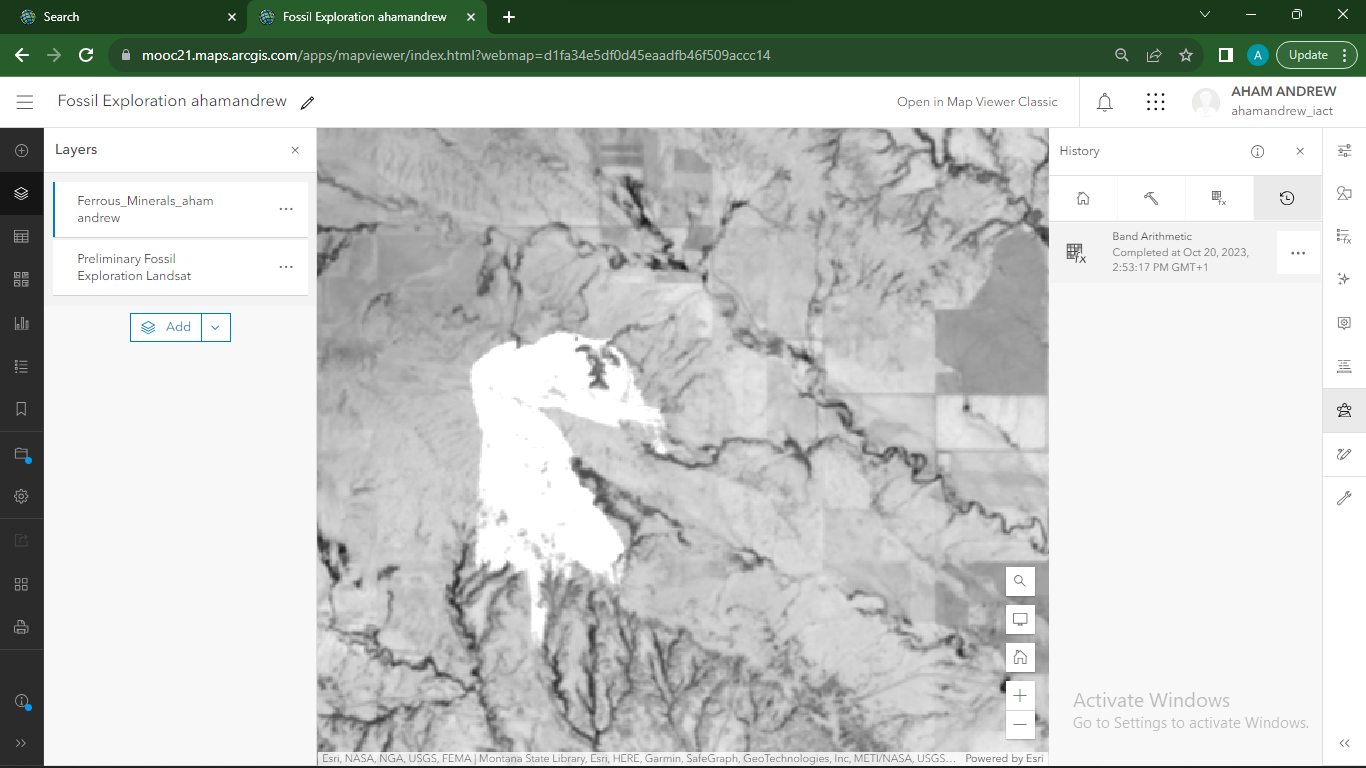 Search
Fossil Exploration ahamandrew
mooc21.maps.arcgis.com/apps/mapviewer/index.html?webmap=d1fa34e5df0d45eaadfb46f509accc14
A
Update
Fossil Exploration ahamandrew
Open in Map Viewer Classic
AHAM ANDREW
ahamandrew_iact
Layers
Ferrous_Minerals_aham
andrew
Preliminary Fossil
Exploration Landsat
Add
History
Band Arithmetic
Completed at Oct 20, 2023,
2:53:17 PM GMT+1
Activate Windows
Go to Settings to activate Windows.
Esri, NASA, NGA, USGS, FEMA | Montana State Library, Esri, HERE, Garmin, SafeGraph, GeoTechnologies, Inc, METI/NASA, USGS... Powered by Esri